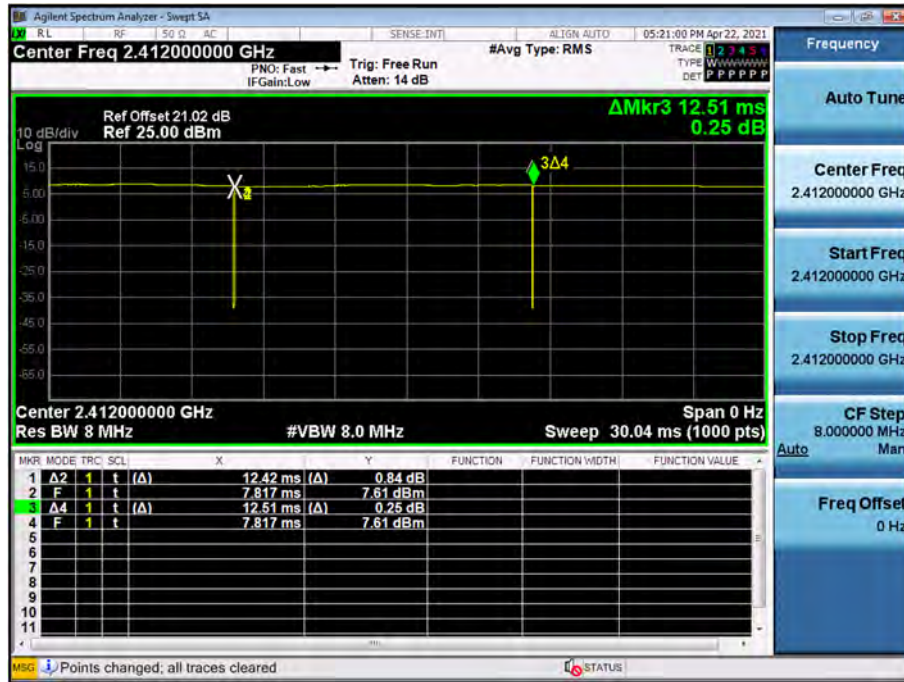 Agilent Spectrum Analyzer - Swept SA
RL RF 50 Ω AC SENSE:INT ALIGN AUTO 05:21:00 PM Apr 22, 2021
Center Freq 2.412000000 GHz
PNO: Fast
IFGain:Low
Trig: Free Run
Atten: 14 dB
#Avg Type: RMS
TRACE 1 2 3 4 5 6
TYPE WWWWWW
DET P P P P P P
Ref Offset 21.02 dB
10 dB/div Ref 25.00 dBm
Log
ΔMkr3 12.51 ms
0.25 dB
15.0
5.00
-5.00
-15.0
-25.0
-35.0
-45.0
-55.0
-65.0
3Δ4
Center 2.412000000 GHz Span 0 Hz
Res BW 8 MHz #VBW 8.0 MHz Sweep 30.04 ms (1000 pts)
MKR MODE TRC SCL X Y FUNCTION FUNCTION WIDTH FUNCTION VALUE
1 Δ2 1 t (Δ) 12.42 ms (Δ) 0.84 dB
2 F 1 t 7.817 ms 7.61 dBm
3 Δ4 1 t (Δ) 12.51 ms (Δ) 0.25 dB
4 F 1 t 7.817 ms 7.61 dBm
5
6
7
8
9
10
11
MSG Points changed; all traces cleared STATUS
Frequency
Auto Tune
Center Freq
2.412000000 GHz
Start Freq
2.412000000 GHz
Stop Freq
2.412000000 GHz
CF Step
8.000000 MHz
Auto Man
Freq Offset
0 Hz